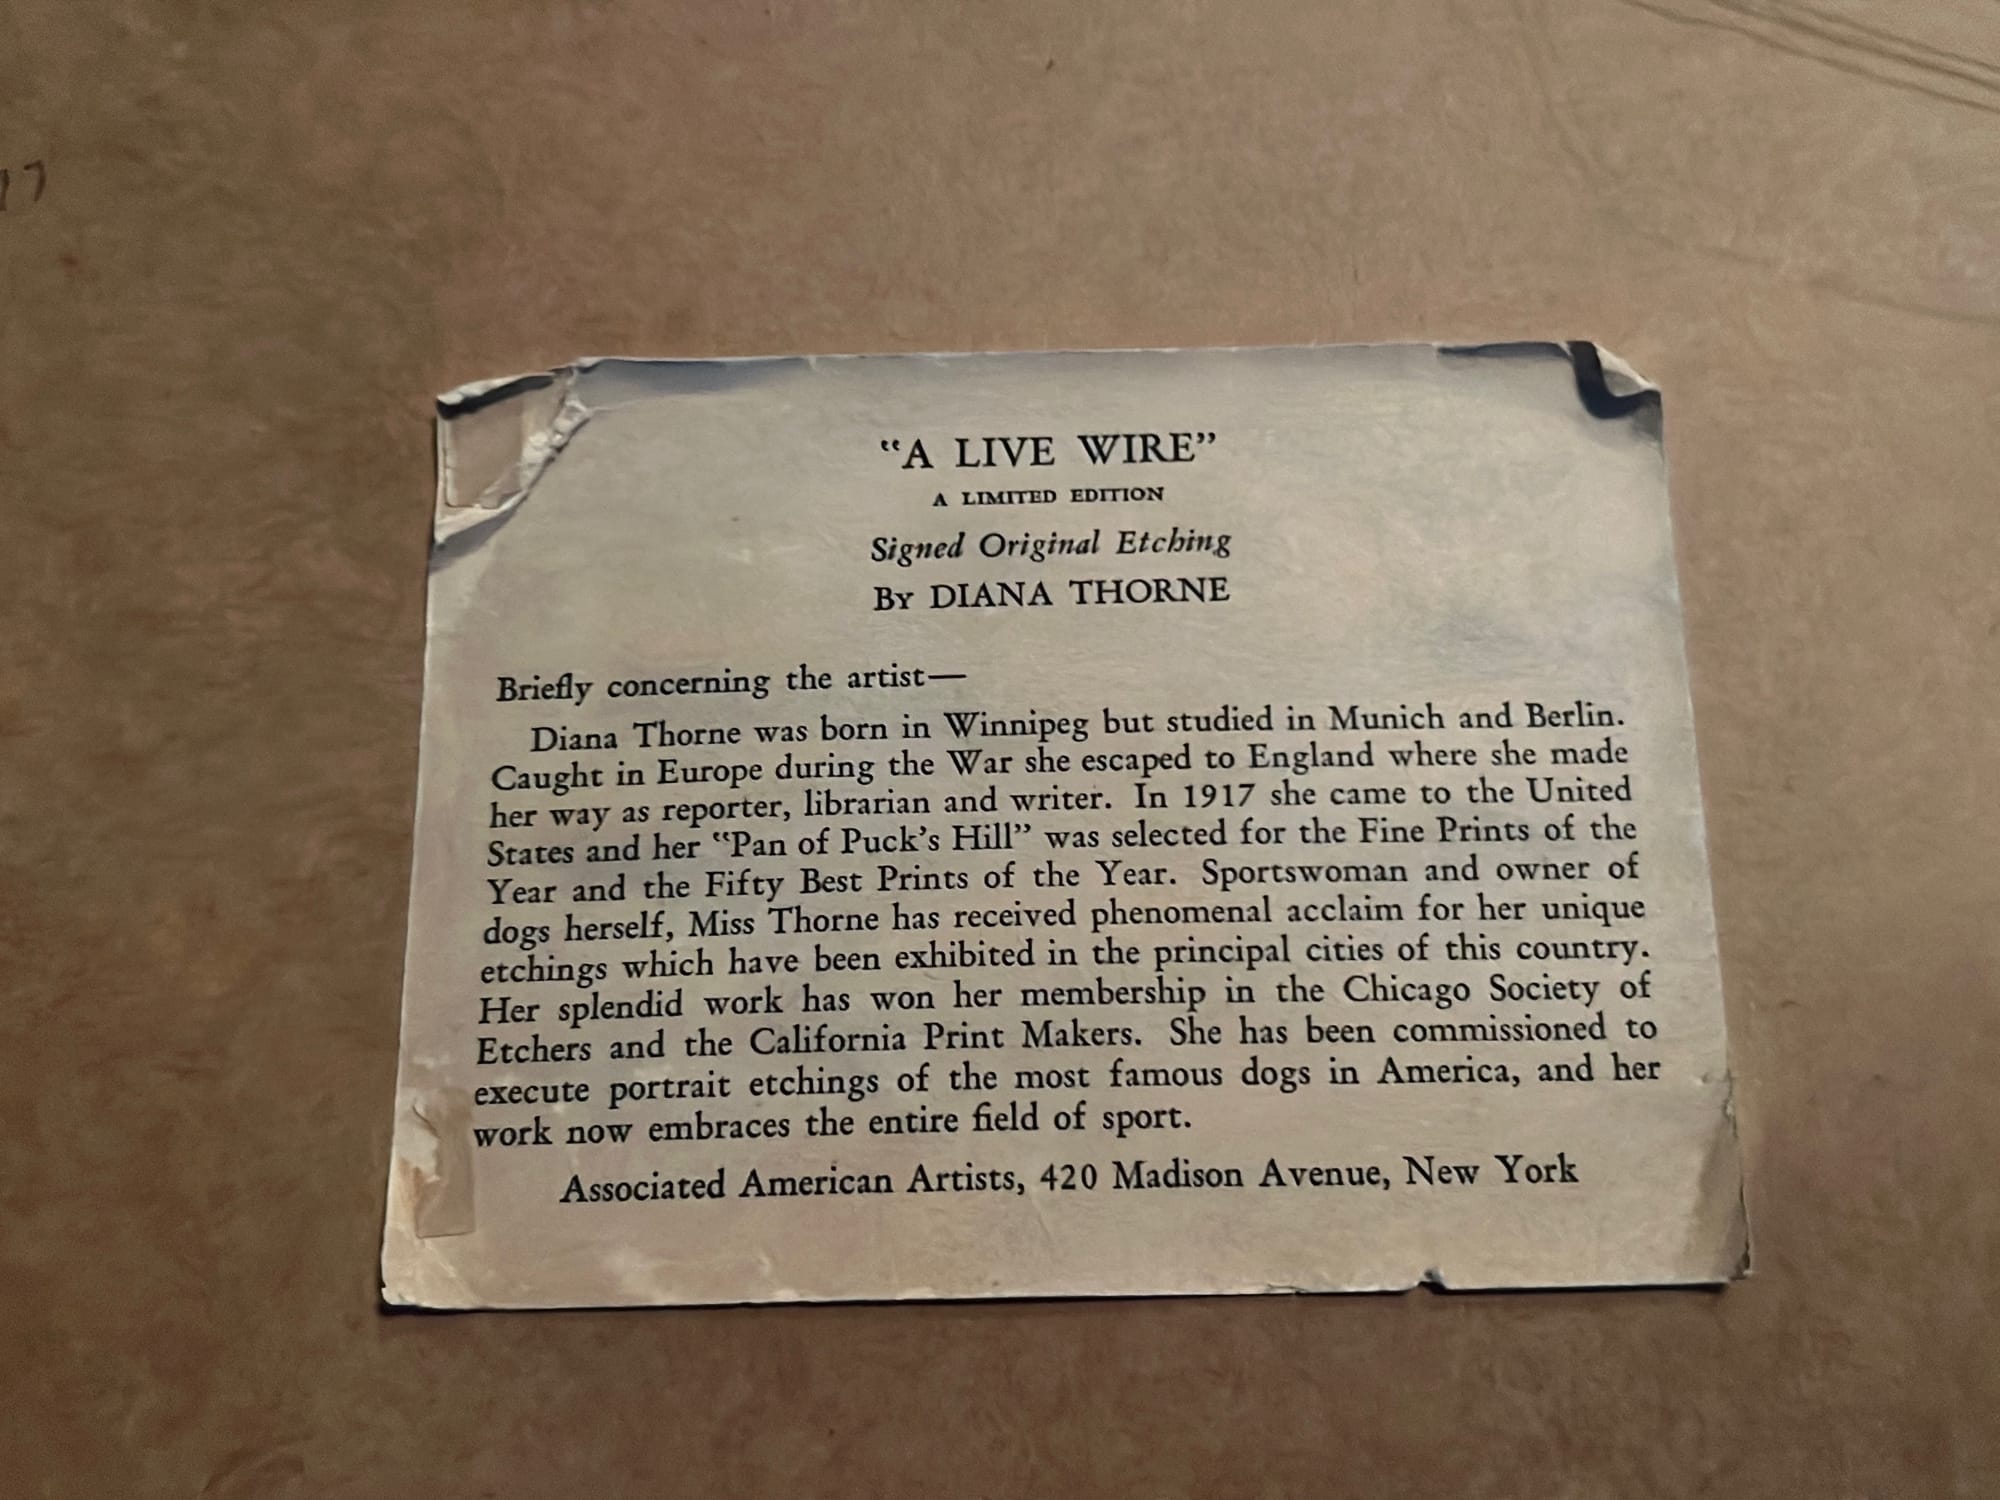 17
"A LIVE WIRE"
A LIMITED EDITION
Signed Original Etching
By DIANA THORNE
Briefly concerning the artist—
Diana Thorne was born in Winnipeg but studied in Munich and Berlin.
Caught in Europe during the War she escaped to England where she made
her way as reporter, librarian and writer. In 1917 she came to the United
States and her "Pan of Puck's Hill" was selected for the Fine Prints of the
Year and the Fifty Best Prints of the Year. Sportswoman and owner of
dogs herself, Miss Thorne has received phenomenal acclaim for her unique
etchings which have been exhibited in the principal cities of this country.
Her splendid work has won her membership in the Chicago Society of
Etchers and the California Print Makers. She has been commissioned to
execute portrait etchings of the most famous dogs in America, and her
work now embraces the entire field of sport.
Associated American Artists, 420 Madison Avenue, New York